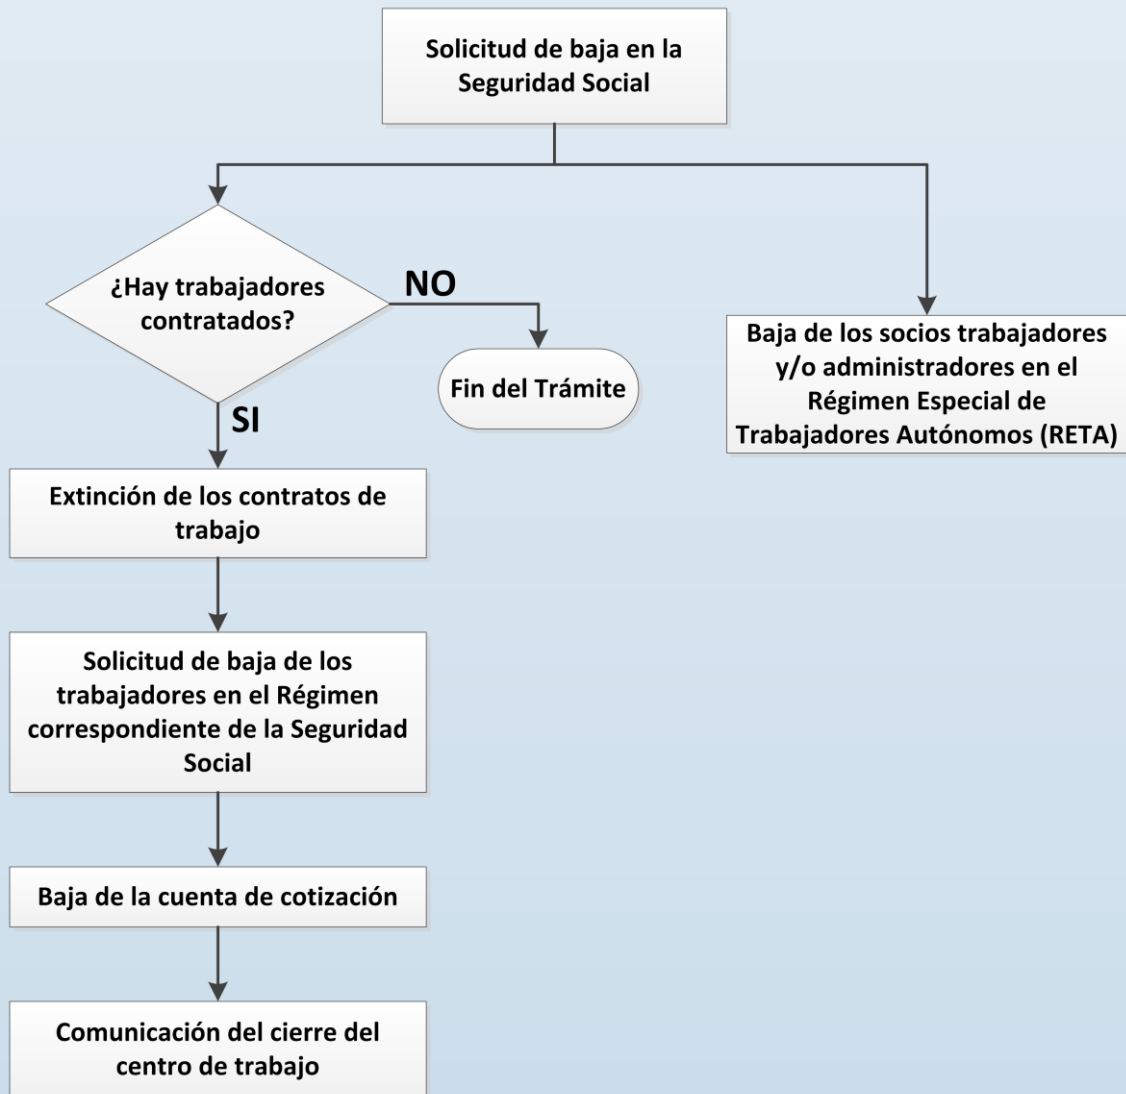 Solicitud de baja en la
Seguridad Social
¿Hay trabajadores
contratados?
NO
Fin del Trámite
Baja de los socios trabajadores
y/o administradores en el
Régimen Especial de
Trabajadores Autónomos (RETA)
SI
Extinción de los contratos de
trabajo
Solicitud de baja de los
trabajadores en el Régimen
correspondiente de la Seguridad
Social
Baja de la cuenta de cotización
Comunicación del cierre del
centro de trabajo